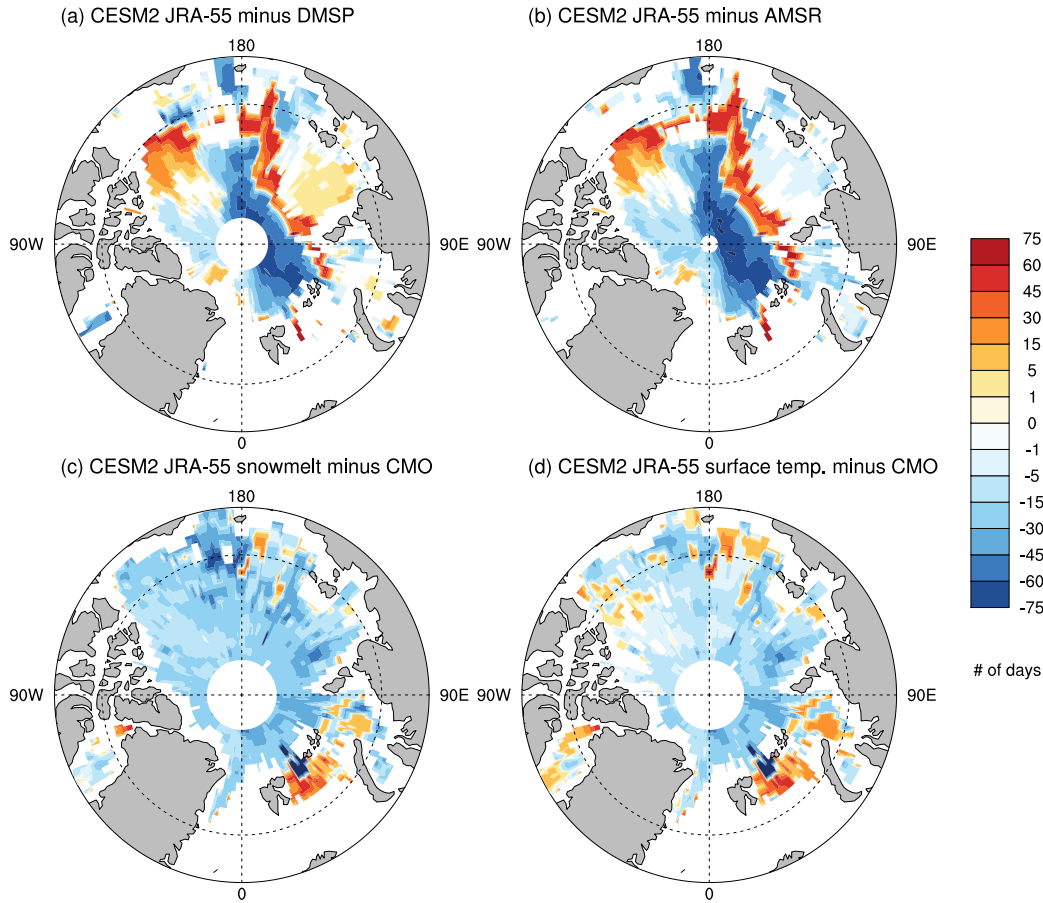 (a) CESM2 JRA-55 minus DMSP
(b) CESM2 JRA-55 minus AMSR
180
180
90W
90E
90W
90E
0
0
(c) CESM2 JRA-55 snowmelt minus CMO
(d) CESM2 JRA-55 surface temp. minus CMO
180
180
90W
90E
90W
90E
0
0
75
60
45
30
15
5
1
0
-1
-5
-15
-30
-45
-60
-75
# of days